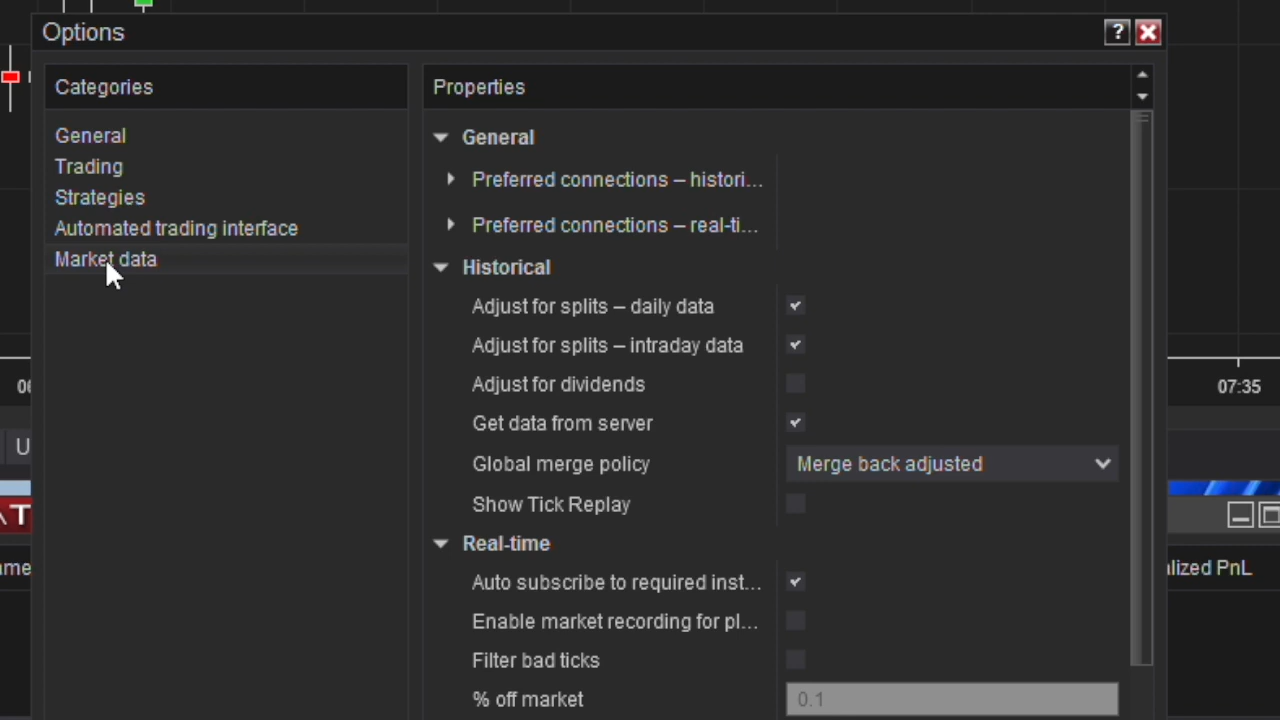 Options
?
Categories
Properties
General
Trading
Strategies
Automated trading interface
Market data
General
Preferred connections – histori...
Preferred connections – real-ti...
Historical
Adjust for splits – daily data
Adjust for splits – intraday data
Adjust for dividends
Get data from server
Global merge policy
Merge back adjusted
Show Tick Replay
Real-time
Auto subscribe to required inst...
Enable market recording for pl...
Filter bad ticks
% off market
0.1
07:35
lized PnL